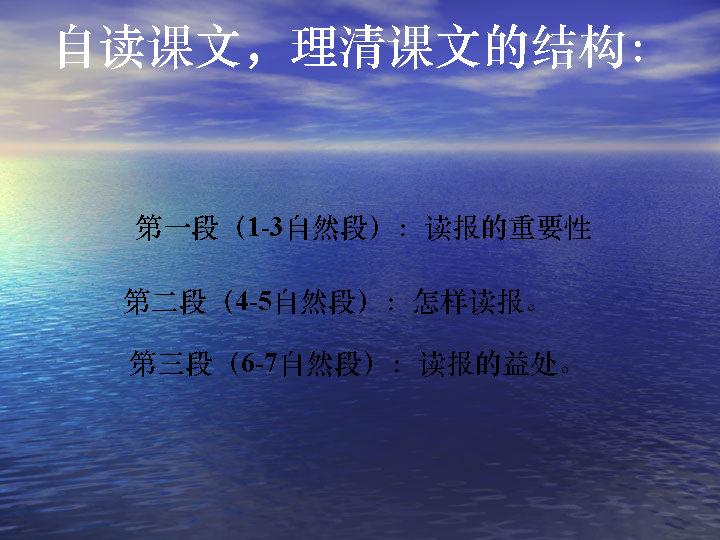 自读课文，理清课文的结构：
第一段（1-3自然段）：读报的重要性
第二段（4-5自然段）：怎样读报。
第三段（6-7自然段）：读报的益处。